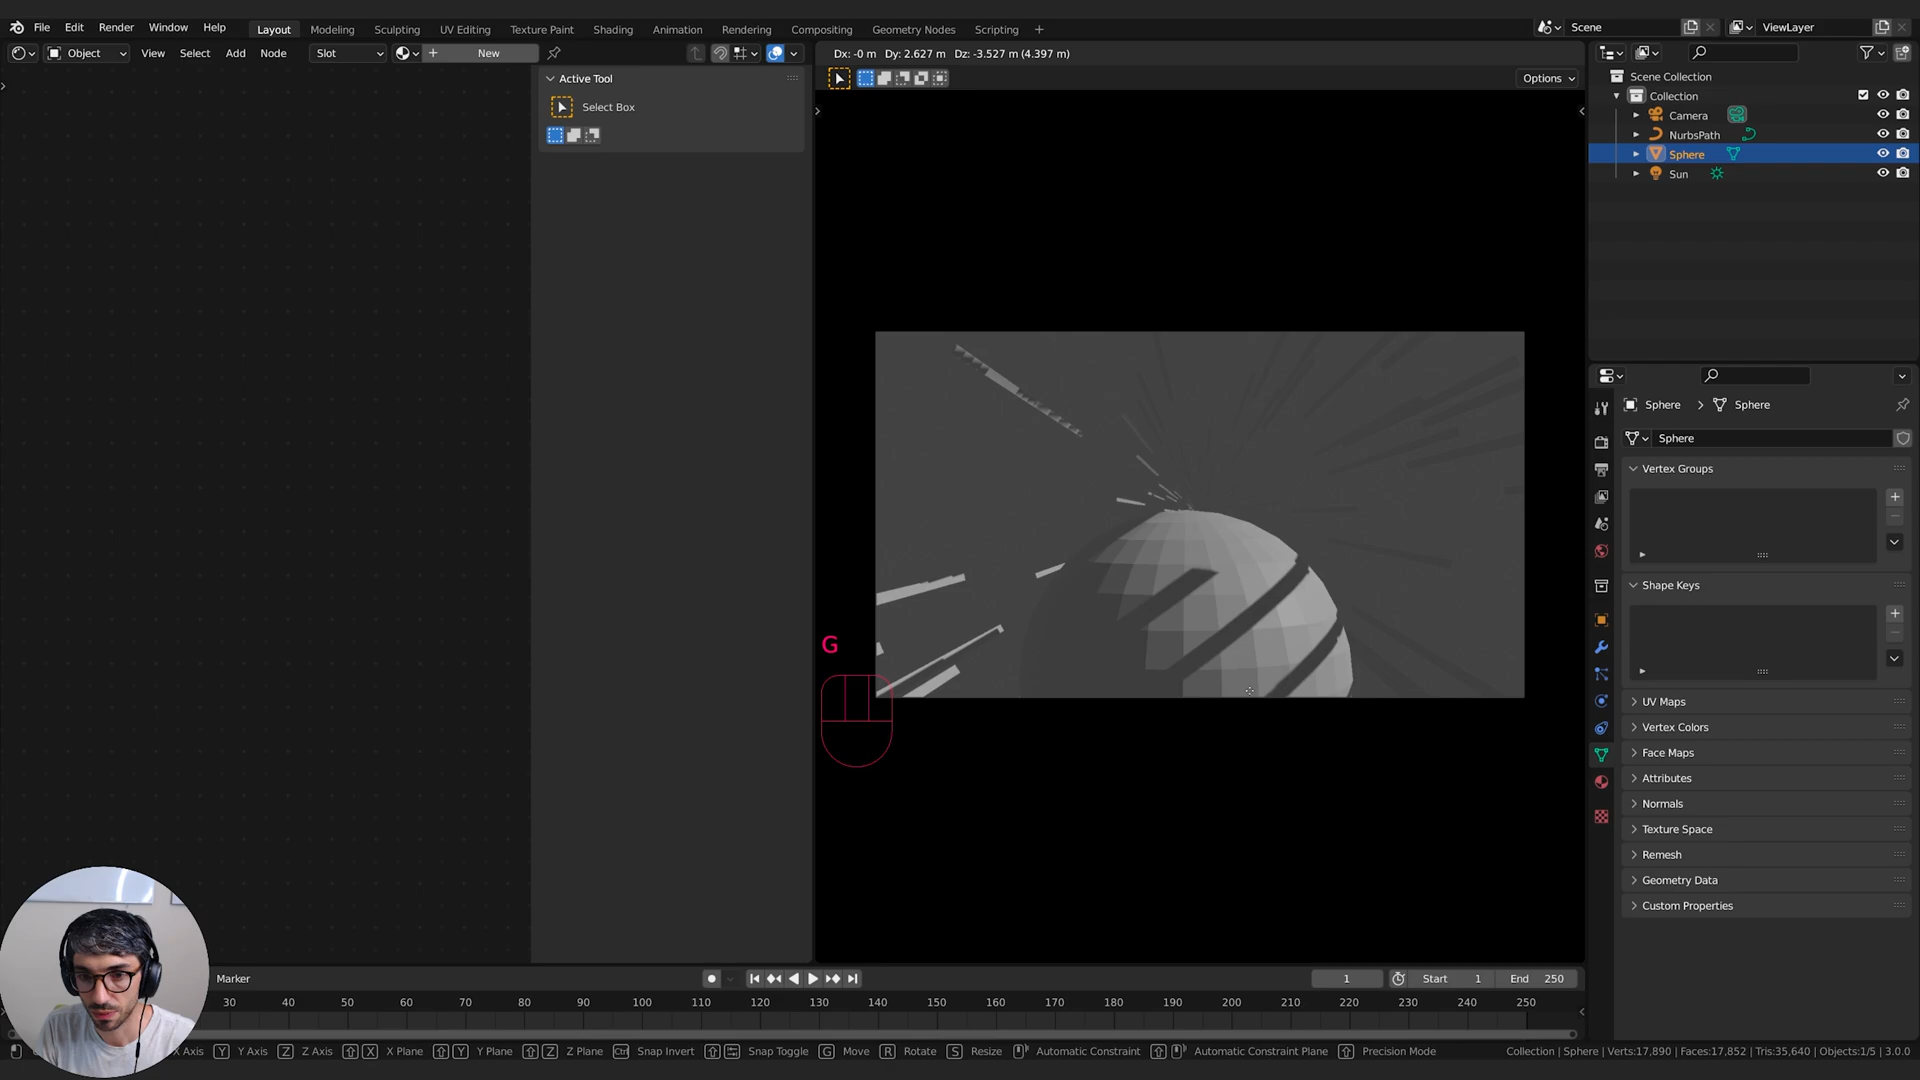 File Edit Render Window Help Layout Modeling Sculpting UV Editing Texture Paint Shading Animation Rendering Compositing Geometry Nodes Scripting + Scene ViewLayer
Object View Select Add Node Slot New
Dx: -0 m Dy: 2.627 m Dz: -3.527 m (4.397 m)
Active Tool
Select Box
Options
Scene Collection
Collection
Camera
NurbsPath
Sphere
Sun
G
Sphere > Sphere
Sphere
Vertex Groups
Shape Keys
UV Maps
Vertex Colors
Face Maps
Attributes
Normals
Texture Space
Remesh
Geometry Data
Custom Properties
Marker
1 Start 1 End 250
30 40 50 60 70 80 90 100 110 120 130 140 150 160 170 180 190 200 210 220 230 240 250
X Axis Y Y Axis Z Z Axis X X Plane Y Y Plane Z Z Plane Ctrl Snap Invert Snap Toggle G Move R Rotate S Resize Automatic Constraint Automatic Constraint Plane Precision Mode Collection | Sphere | Verts:17,890 | Faces:17,852 | Tris:35,640 | Objects:1/5 | 3.0.0